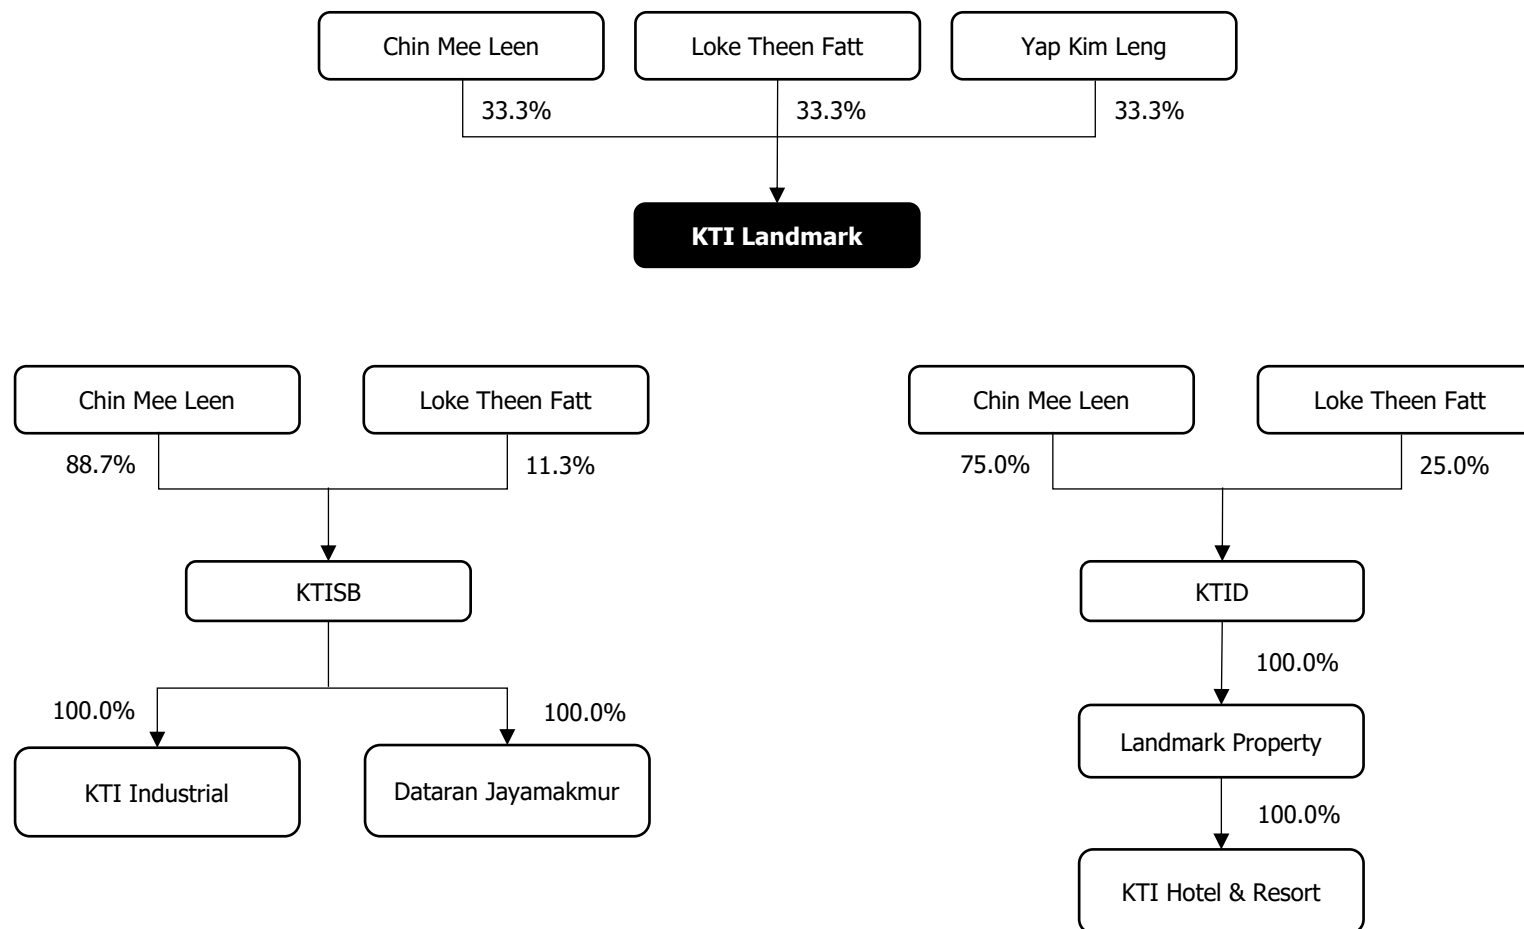 Chin Mee Leen
Loke Theen Fatt
Yap Kim Leng
33.3%
33.3%
33.3%
KTI Landmark
Chin Mee Leen
Loke Theen Fatt
Chin Mee Leen
Loke Theen Fatt
88.7%
11.3%
75.0%
25.0%
KTISB
KTID
100.0%
100.0%
100.0%
KTI Industrial
Dataran Jayamakmur
Landmark Property
100.0%
KTI Hotel & Resort